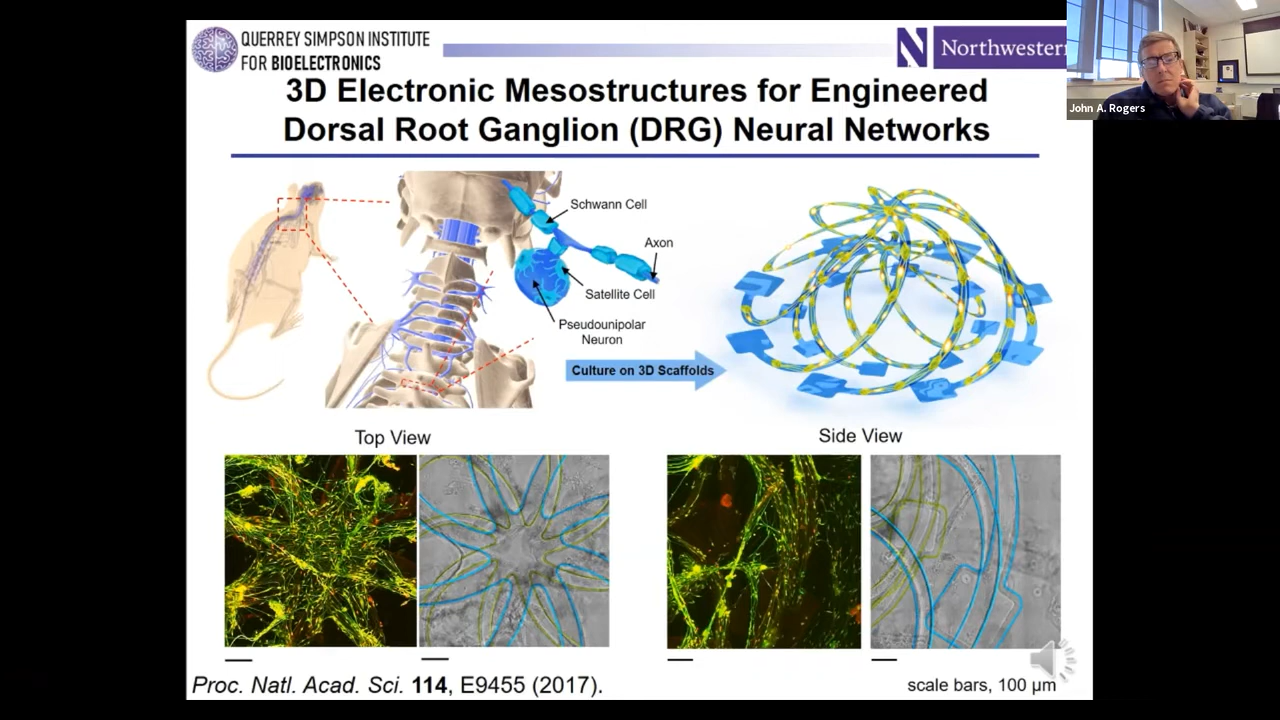 QUERREY SIMPSON INSTITUTE
FOR BIOELECTRONICS
N Northwestern
John A. Rogers
3D Electronic Mesostructures for Engineered
Dorsal Root Ganglion (DRG) Neural Networks
Schwann Cell
Axon
Satellite Cell
Pseudounipolar
Neuron
Culture on 3D Scaffolds
Top View
Side View
Proc. Natl. Acad. Sci. 114, E9455 (2017).
scale bars, 100 µm